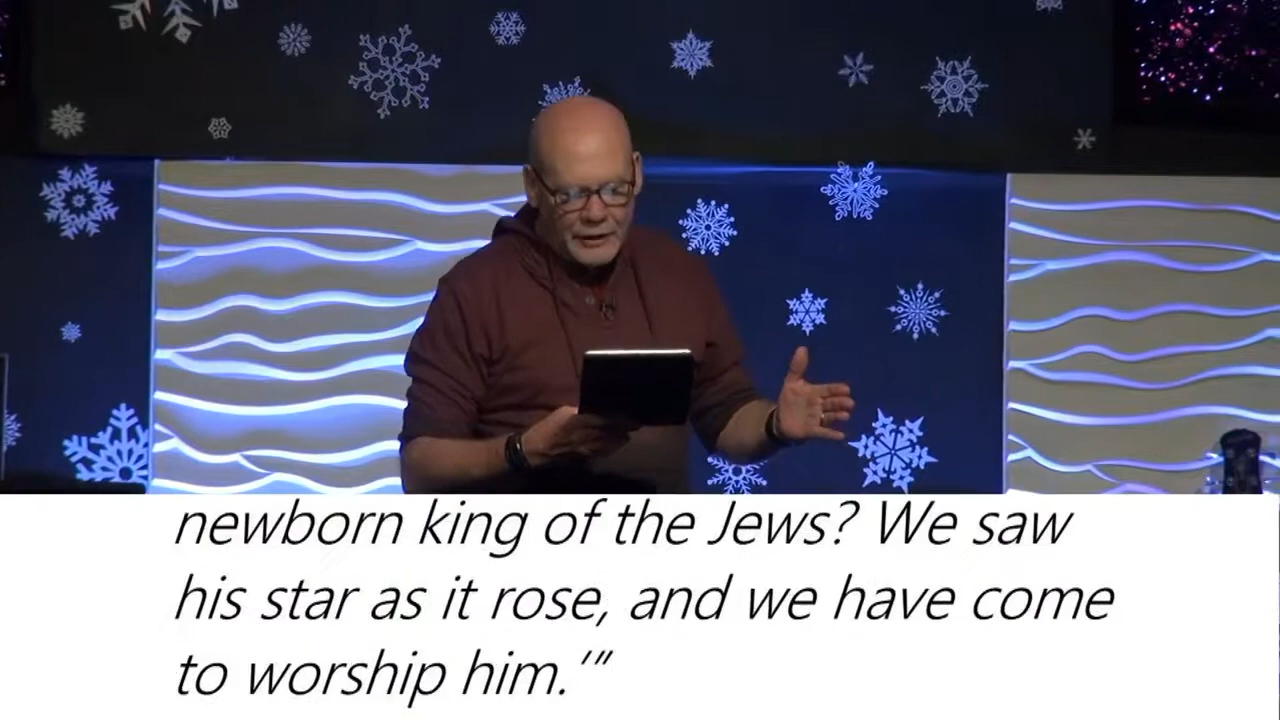 newborn king of the Jews? We saw
his star as it rose, and we have come
to worship him.’”